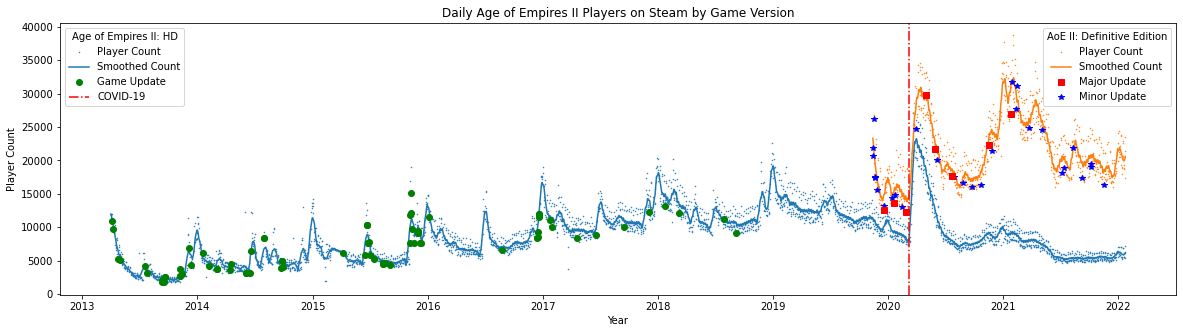 Daily Age of Empires II Players on Steam by Game Version
Player Count
40000
35000
30000
25000
20000
15000
10000
5000
0
Age of Empires II: HD
Player Count
Smoothed Count
Game Update
COVID-19
AoE II: Definitive Edition
Player Count
Smoothed Count
Major Update
Minor Update
2013 2014 2015 2016 2017 2018 2019 2020 2021 2022
Year